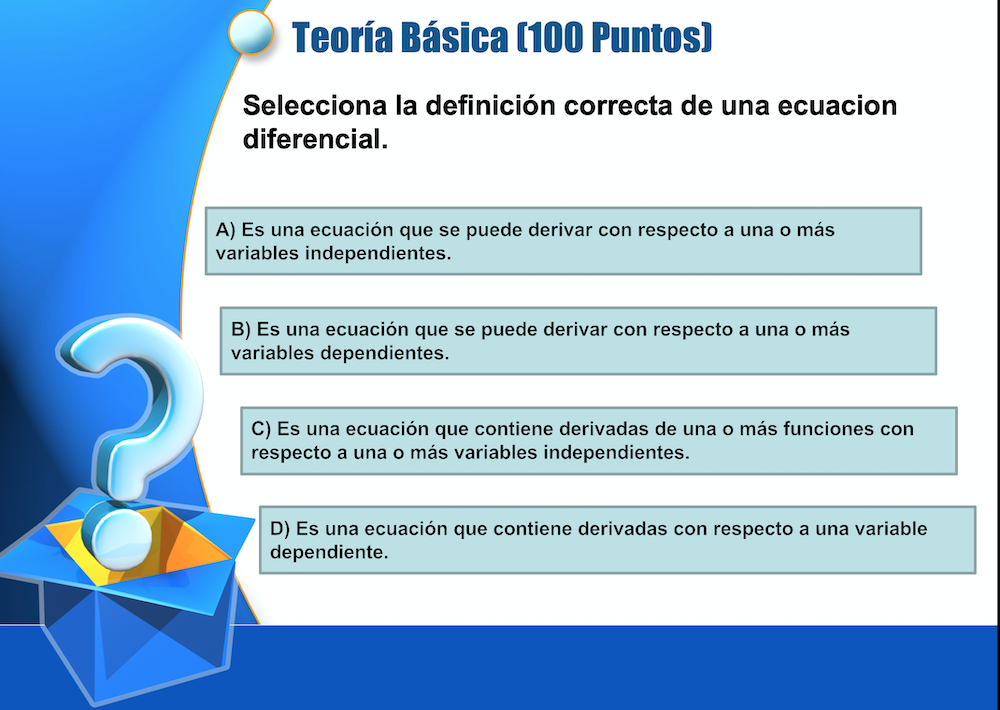 Teoría Básica (100 Puntos)
Selecciona la definición correcta de una ecuacion
diferencial.
A) Es una ecuación que se puede derivar con respecto a una o más
variables independientes.
B) Es una ecuación que se puede derivar con respecto a una o más
variables dependientes.
C) Es una ecuación que contiene derivadas de una o más funciones con
respecto a una o más variables independientes.
D) Es una ecuación que contiene derivadas con respecto a una variable
dependiente.